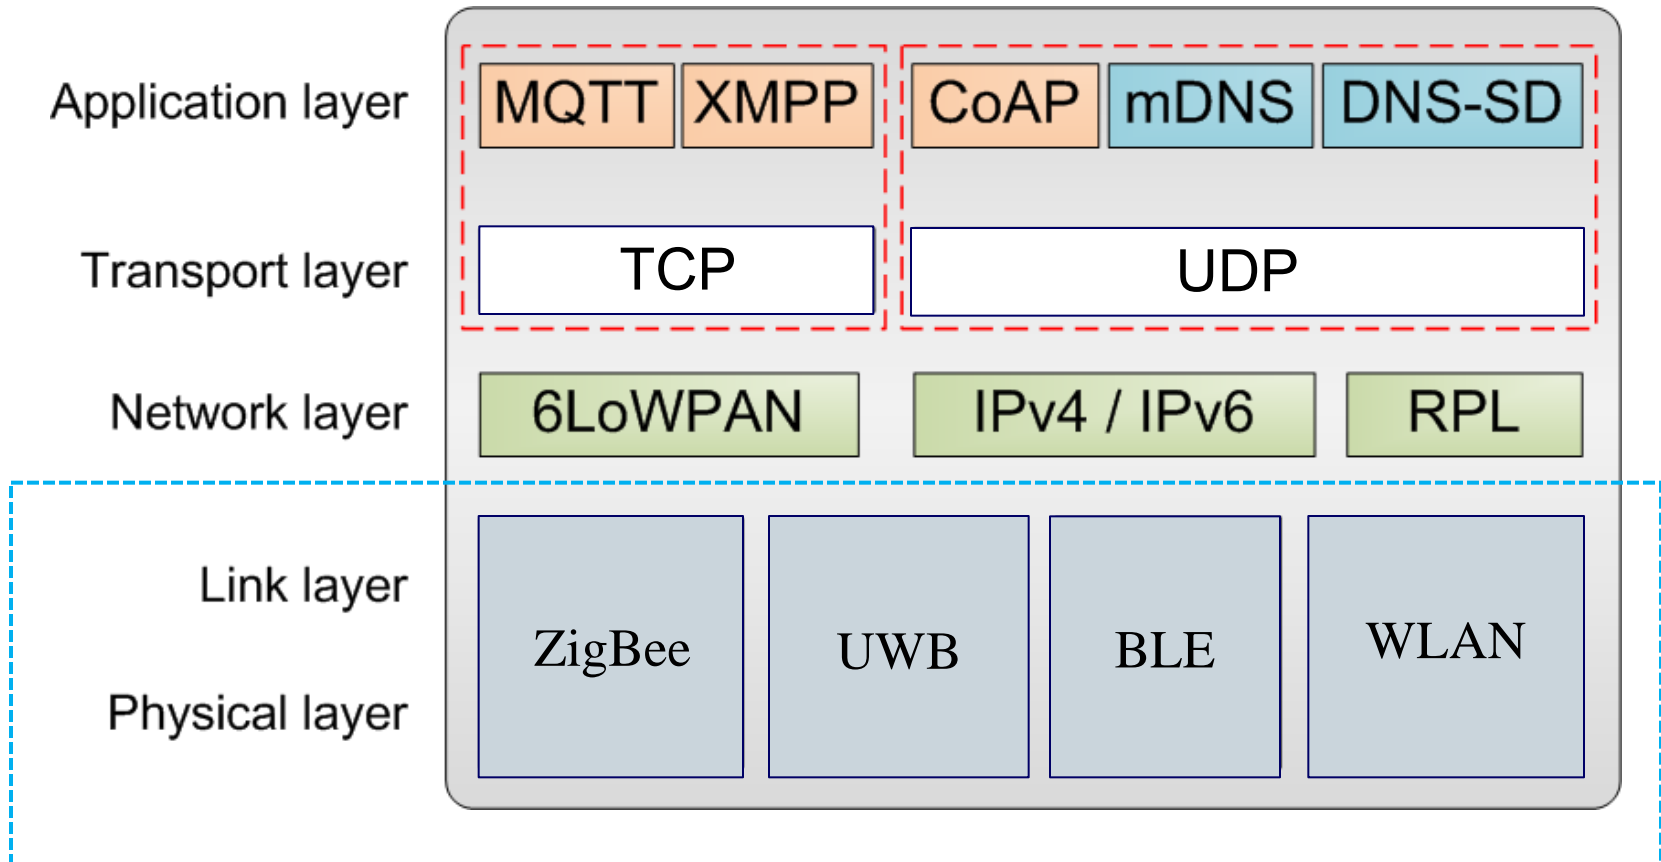 Application layer MQTT XMPP CoAP mDNS DNS-SD
Transport layer TCP UDP
Network layer 6LoWPAN IPv4 / IPv6 RPL
Link layer
ZigBee UWB BLE WLAN
Physical layer